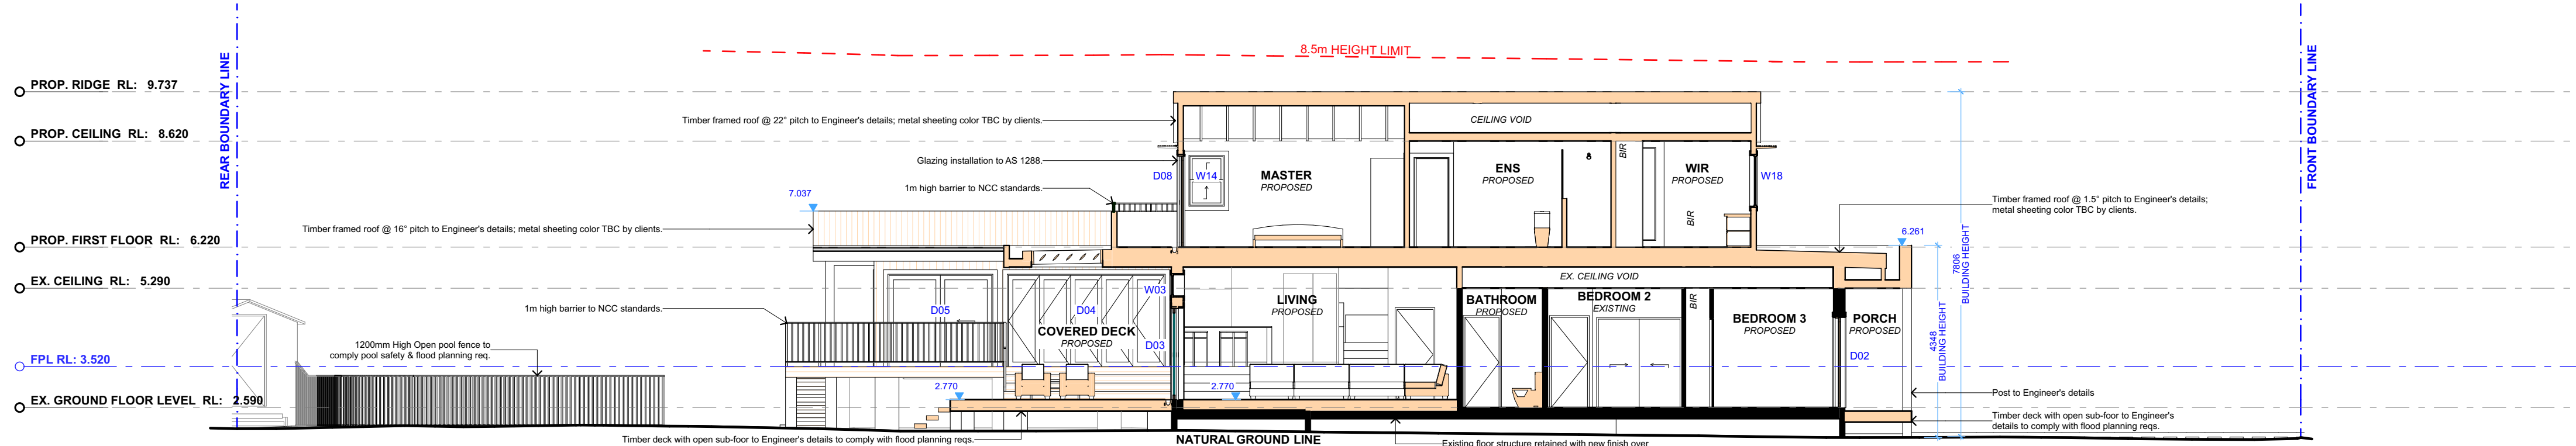 8.5m HEIGHT LIMIT
REAR BOUNDARY LINE
FRONT BOUNDARY LINE
PROP. RIDGE RL: 9.737
PROP. CEILING RL: 8.620
PROP. FIRST FLOOR RL: 6.220
EX. CEILING RL: 5.290
FPL RL: 3.520
EX. GROUND FLOOR LEVEL RL: 2.590
Timber framed roof @ 22° pitch to Engineer's details; metal sheeting color TBC by clients.
Glazing installation to AS 1288.
1m high barrier to NCC standards.
7.037
Timber framed roof @ 16° pitch to Engineer's details; metal sheeting color TBC by clients.
1m high barrier to NCC standards.
1200mm High Open pool fence to
comply pool safety & flood planning req.
CEILING VOID
D08
W14
MASTER
PROPOSED
ENS
PROPOSED
BIR
WIR
PROPOSED
BIR
W18
Timber framed roof @ 1.5° pitch to Engineer's details;
metal sheeting color TBC by clients.
6.261
7806
BUILDING HEIGHT
4348
BUILDING HEIGHT
EX. CEILING VOID
W03
D05
D04
COVERED DECK
PROPOSED
D03
LIVING
PROPOSED
BATHROOM
PROPOSED
BEDROOM 2
EXISTING
BIR
BEDROOM 3
PROPOSED
PORCH
PROPOSED
D02
2.770
2.770
Post to Engineer's details
Timber deck with open sub-foor to Engineer's
details to comply with flood planning reqs.
Timber deck with open sub-foor to Engineer's details to comply with flood planning reqs.
NATURAL GROUND LINE
Existing floor structure retained with new finish over